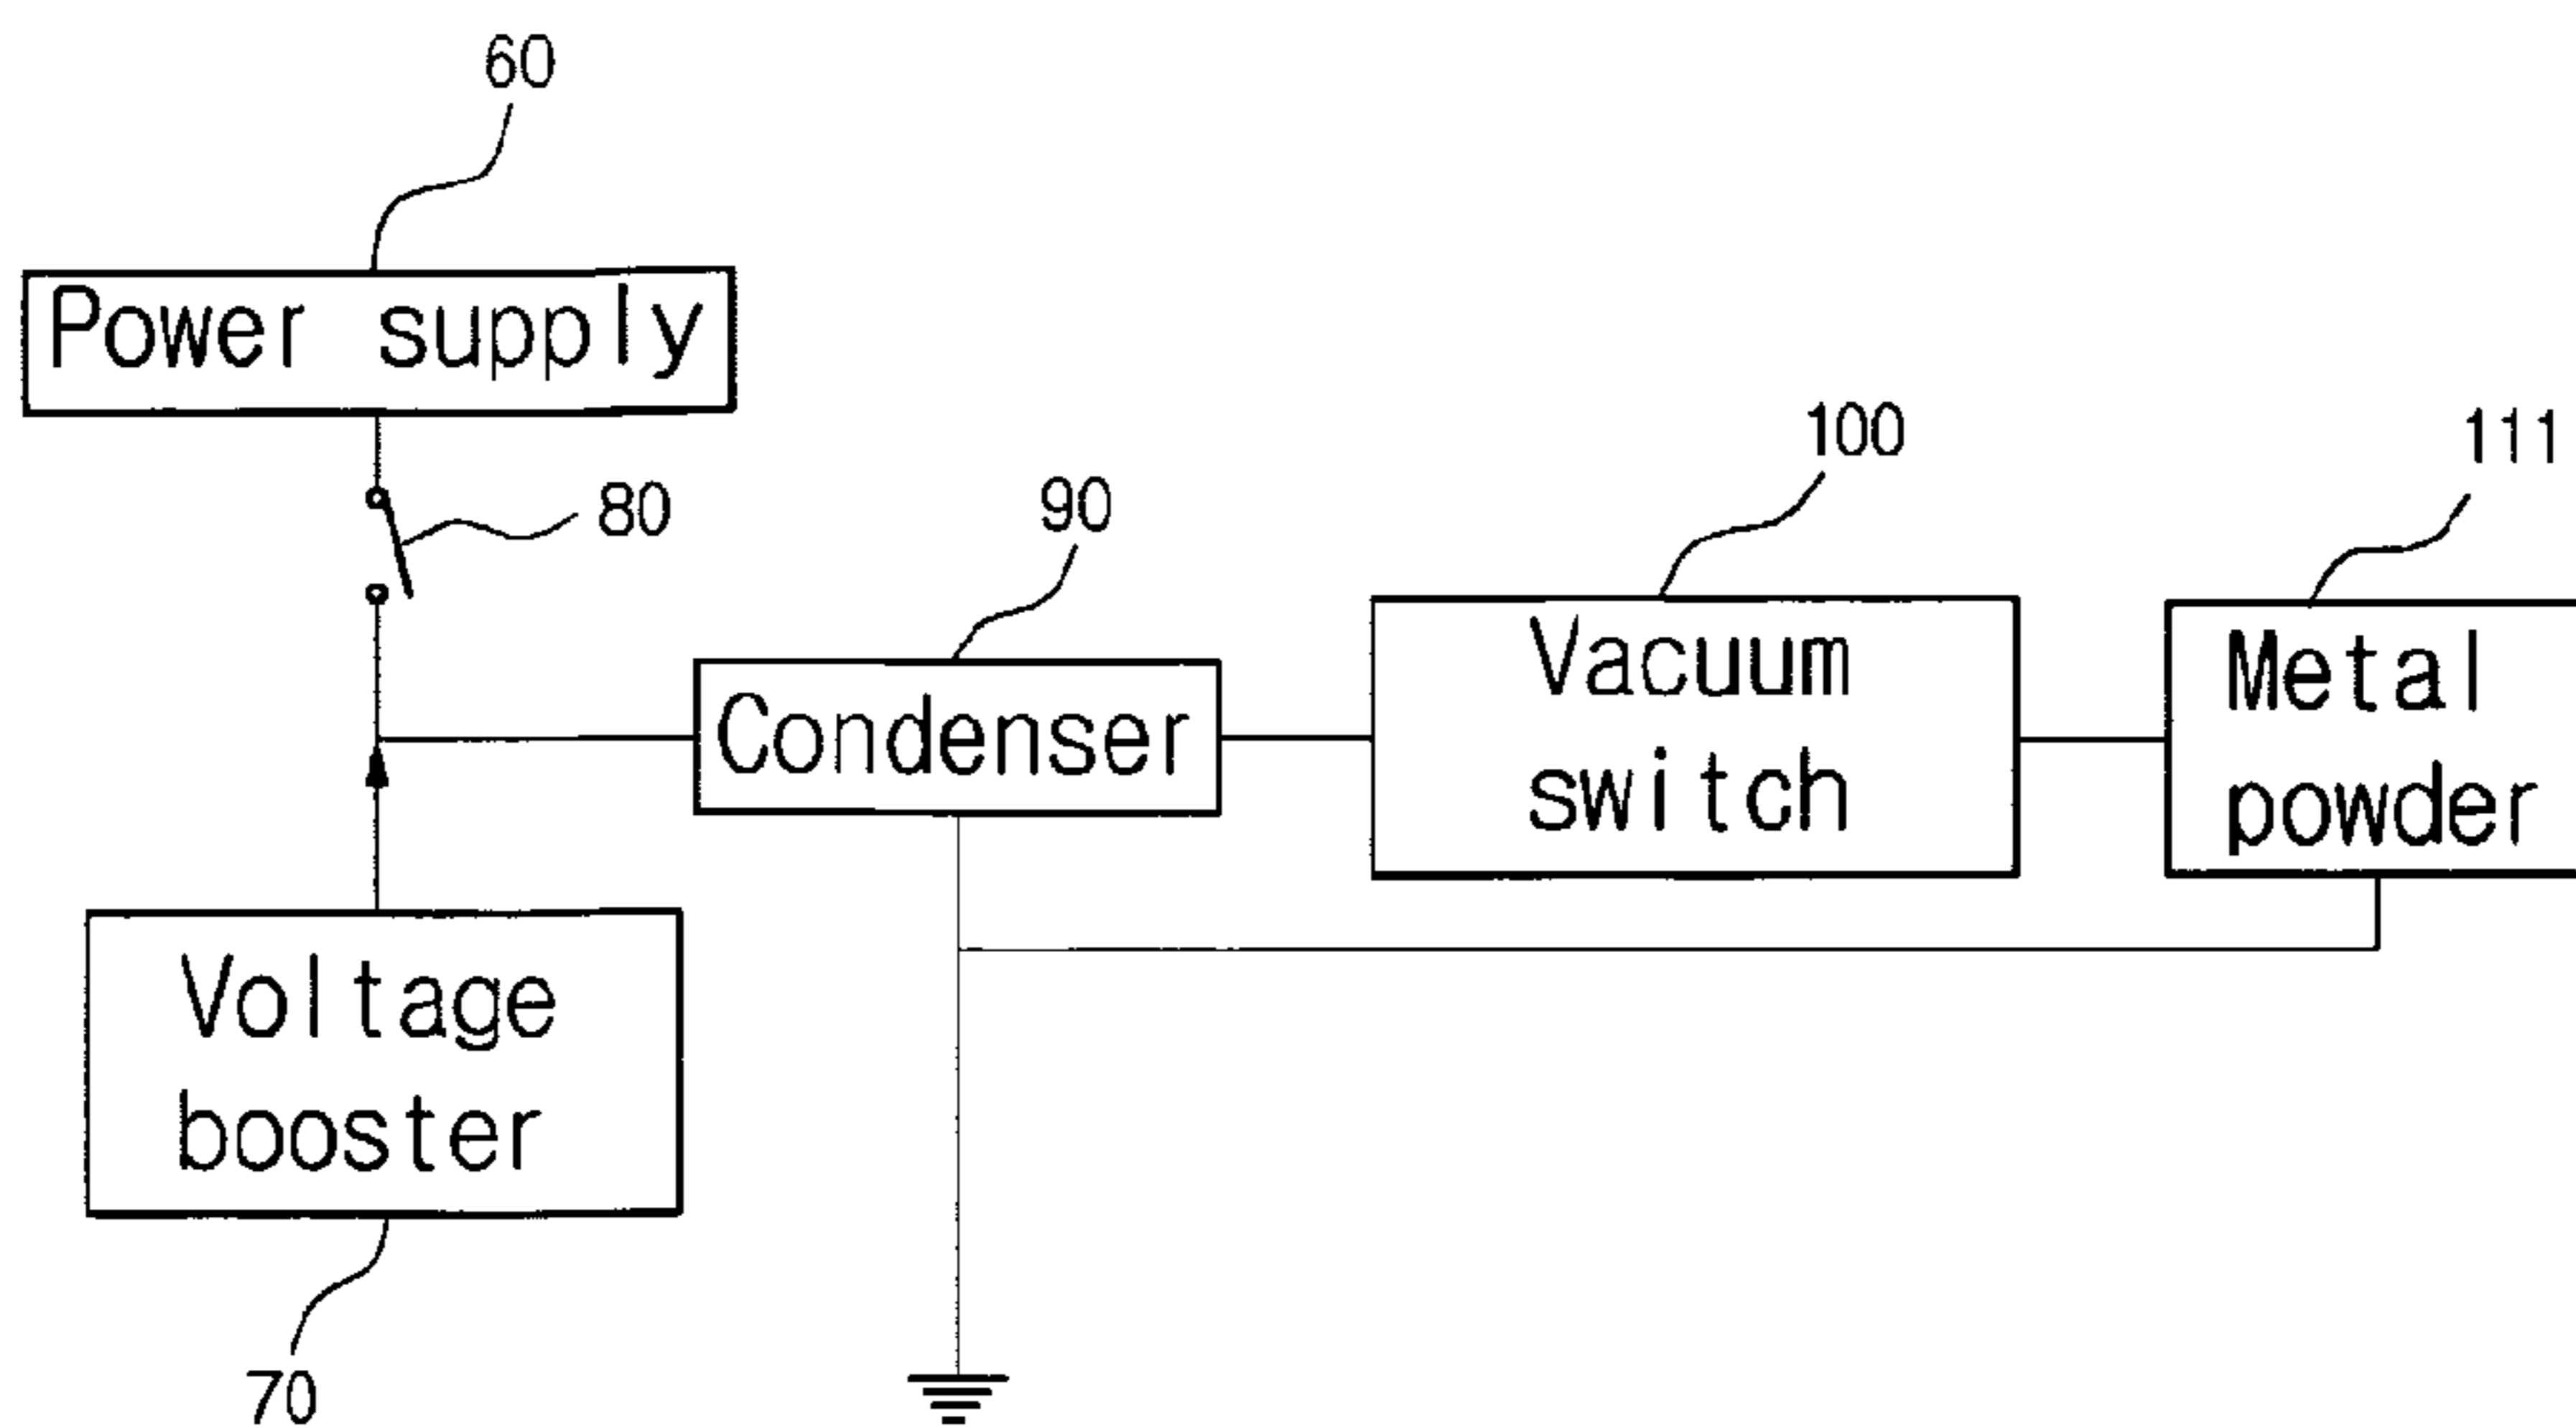 60
Power supply
80
90
100
111
Condenser
Vacuum
switch
Metal
powder
Voltage
booster
70